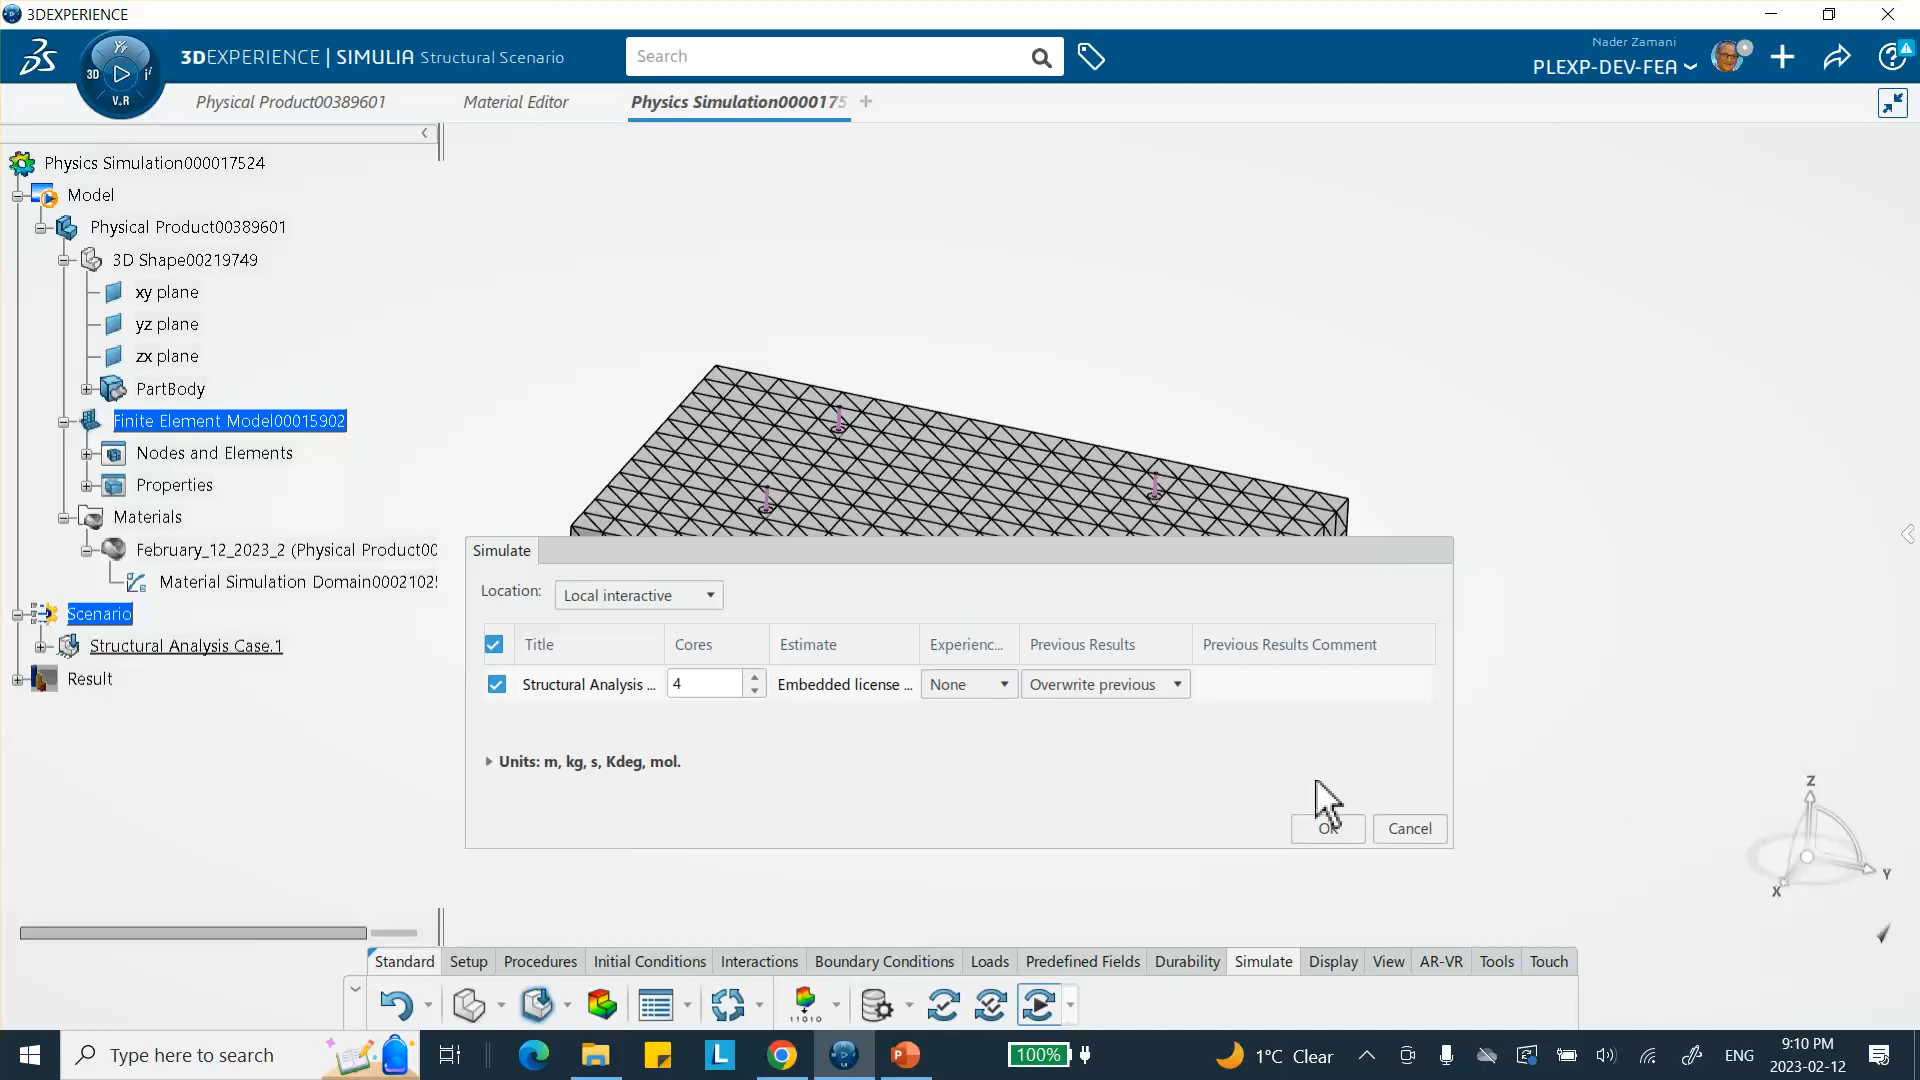 3DEXPERIENCE
3DEXPERIENCE | SIMULIA Structural Scenario
Search
Nader Zamani
PLEXP-DEV-FEA
3D
V.R
Physical Product00389601
Material Editor
Physics Simulation0000175
Physics Simulation000017524
Model
Physical Product00389601
3D Shape00219749
xy plane
yz plane
zx plane
PartBody
Finite Element Model00015902
Nodes and Elements
Properties
Materials
February_12_2023_2 (Physical Product00
Material Simulation Domain00021025
Scenario
Structural Analysis Case.1
Result
Simulate
Location: Local interactive
Title Cores Estimate Experienc... Previous Results Previous Results Comment
Structural Analysis ... 4 Embedded license ... None Overwrite previous
Units: m, kg, s, Kdeg, mol.
OK Cancel
Z
Y
X
Standard Setup Procedures Initial Conditions Interactions Boundary Conditions Loads Predefined Fields Durability Simulate Display View AR-VR Tools Touch
11010
Type here to search
100%
1°C Clear
ENG
9:10 PM
2023-02-12